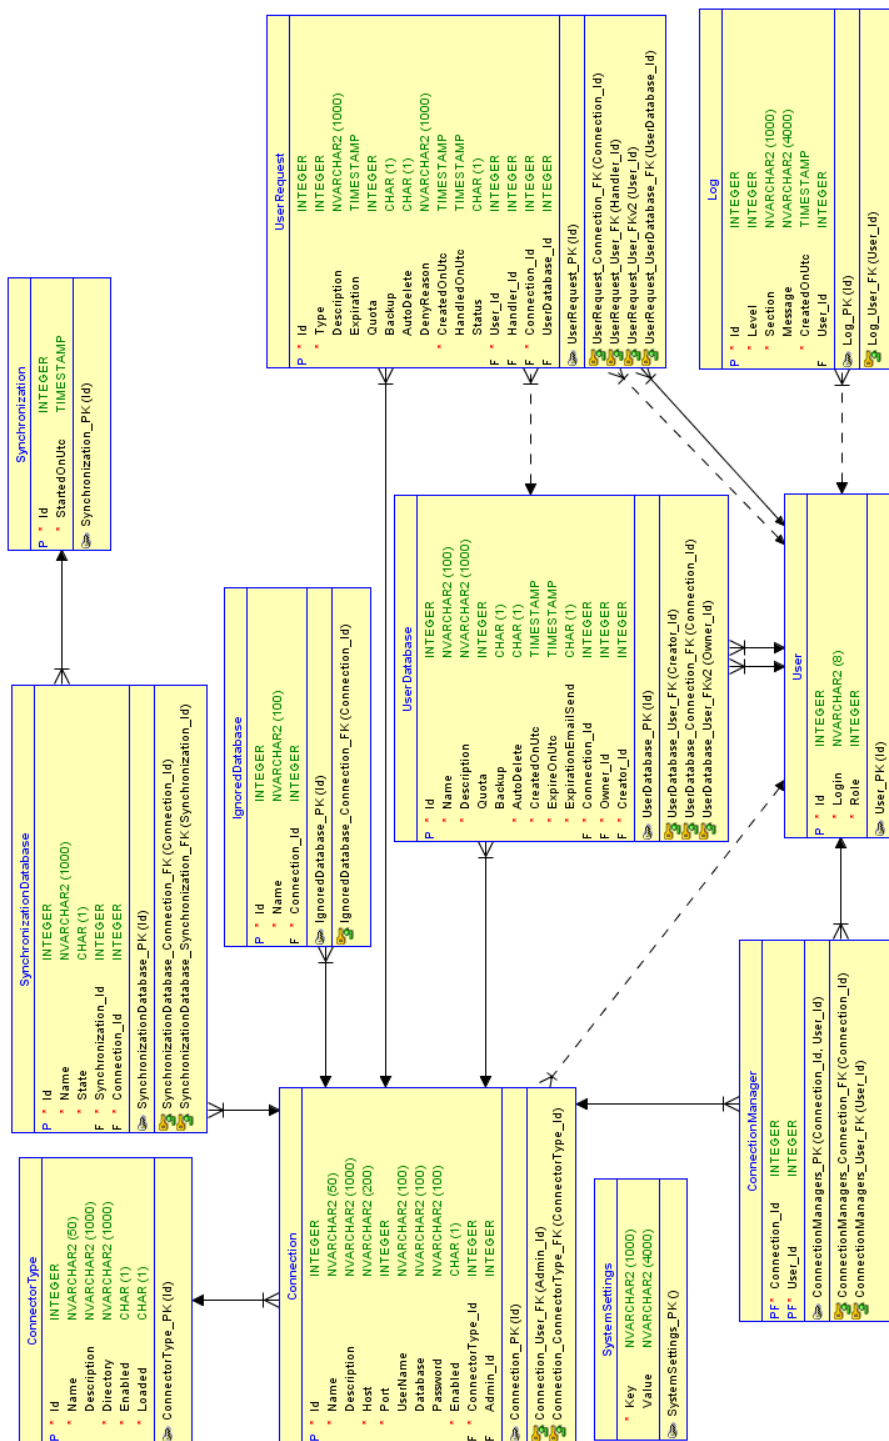 ConnectorType
P * Id INTEGER
* Name NVARCHAR2 (50)
Description NVARCHAR2 (1000)
* Directory NVARCHAR2 (1000)
* Enabled CHAR (1)
* Loaded CHAR (1)
ConnectorType_PK (Id)
SynchronizationDatabase
P * Id INTEGER
* Name NVARCHAR2 (1000)
* State CHAR (1)
F * Synchronization_Id INTEGER
F * Connection_Id INTEGER
SynchronizationDatabase_PK (Id)
SynchronizationDatabase_Connection_FK (Connection_Id)
SynchronizationDatabase_Synchronization_FK (Synchronization_Id)
Synchronization
P * Id INTEGER
* StartedOnUtc TIMESTAMP
Synchronization_PK (Id)
IgnoredDatabase
P * Id INTEGER
* Name NVARCHAR2 (100)
F * Connection_Id INTEGER
IgnoredDatabase_PK (Id)
IgnoredDatabase_Connection_FK (Connection_Id)
Connection
P * Id INTEGER
* Name NVARCHAR2 (50)
Description NVARCHAR2 (1000)
* Host NVARCHAR2 (200)
* Port INTEGER
UserName NVARCHAR2 (100)
Database NVARCHAR2 (100)
Password NVARCHAR2 (100)
* Enabled CHAR (1)
F * ConnectorType_Id INTEGER
F Admin_Id INTEGER
Connection_PK (Id)
Connection_User_FK (Admin_Id)
Connection_ConnectorType_FK (ConnectorType_Id)
UserDatabase
P * Id INTEGER
* Name NVARCHAR2 (100)
* Description NVARCHAR2 (1000)
Quota INTEGER
Backup CHAR (1)
* AutoDelete CHAR (1)
* CreatedOnUtc TIMESTAMP
* ExpireOnUtc TIMESTAMP
* ExpirationEmailSend CHAR (1)
F * Connection_Id INTEGER
F * Owner_Id INTEGER
F * Creator_Id INTEGER
UserDatabase_PK (Id)
UserDatabase_User_FK (Creator_Id)
UserDatabase_Connection_FK (Connection_Id)
UserDatabase_User_FKv2 (Owner_Id)
UserRequest
P * Id INTEGER
* Type INTEGER
Description NVARCHAR2 (1000)
Expiration TIMESTAMP
Quota INTEGER
Backup CHAR (1)
AutoDelete CHAR (1)
DenyReason NVARCHAR2 (1000)
* CreatedOnUtc TIMESTAMP
HandledOnUtc TIMESTAMP
Status CHAR (1)
F * User_Id INTEGER
F Handler_Id INTEGER
F * Connection_Id INTEGER
F UserDatabase_Id INTEGER
UserRequest_PK (Id)
UserRequest_Connection_FK (Connection_Id)
UserRequest_User_FK (Handler_Id)
UserRequest_User_FKv2 (User_Id)
UserRequest_UserDatabase_FK (UserDatabase_Id)
SystemSettings
* Key NVARCHAR2 (1000)
Value NVARCHAR2 (4000)
SystemSettings_PK ()
ConnectionManager
PF* Connection_Id INTEGER
PF* User_Id INTEGER
ConnectionManagers_PK (Connection_Id, User_Id)
ConnectionManagers_Connection_FK (Connection_Id)
ConnectionManagers_User_FK (User_Id)
User
P * Id INTEGER
* Login NVARCHAR2 (8)
* Role INTEGER
User_PK (Id)
Log
P * Id INTEGER
* Level INTEGER
* Section NVARCHAR2 (1000)
Message NVARCHAR2 (4000)
* CreatedOnUtc TIMESTAMP
F User_Id INTEGER
Log_PK (Id)
Log_User_FK (User_Id)